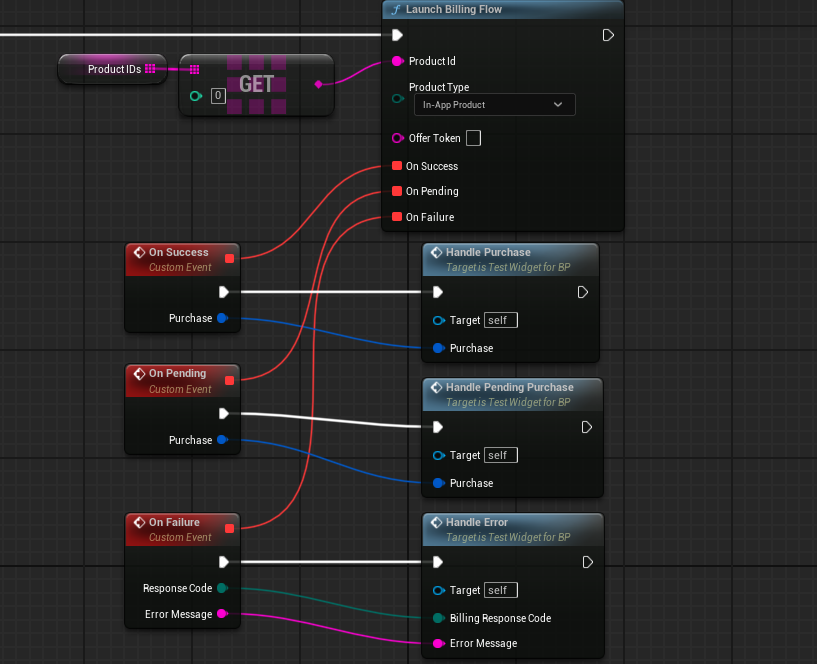 Launch Billing Flow
Product IDs
GET
0
Product Id
Product Type
In-App Product
Offer Token
On Success
On Pending
On Failure
On Success
Custom Event
Purchase
Handle Purchase
Target is Test Widget for BP
Target self
Purchase
On Pending
Custom Event
Purchase
Handle Pending Purchase
Target is Test Widget for BP
Target self
Purchase
On Failure
Custom Event
Response Code
Error Message
Handle Error
Target is Test Widget for BP
Target self
Billing Response Code
Error Message